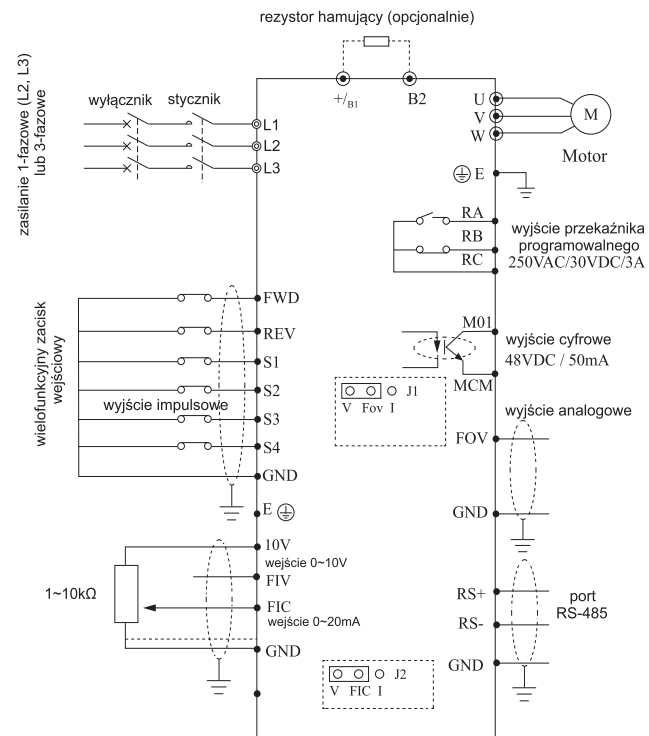 rezystor hamujący (opcjonalnie)
+/B1
B2
zasilanie 1-fazowe (L2, L3)
lub 3-fazowe
wyłącznik
stycznik
L1
L2
L3
U
V
W
M
Motor
E
RA
RB
RC
wyjście przekaźnika
programowalnego
250VAC/30VDC/3A
wielofunkcyjny zacisk
wejściowy
FWD
REV
S1
S2
wyjście impulsowe
S3
S4
GND
E
M01
MCM
wyjście cyfrowe
48VDC / 50mA
J1
V Fov I
wyjście analogowe
FOV
GND
1~10kΩ
10V
wejście 0~10V
FIV
FIC
wejście 0~20mA
GND
RS+
RS-
GND
port
RS-485
J2
V FIC I